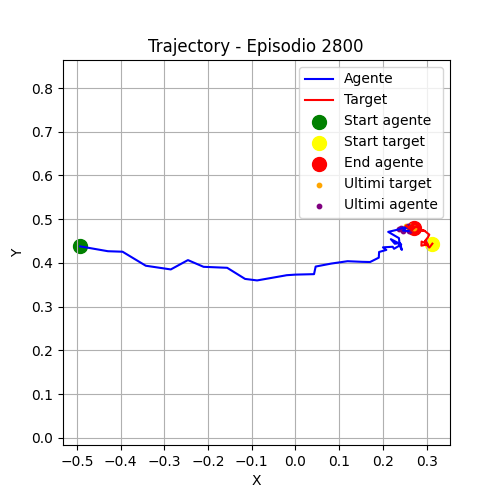 Trajectory - Episodio 2800
Agente
Target
Start agente
Start target
End agente
Ultimi target
Ultimi agente
0.8
0.7
0.6
0.5
0.4
0.3
0.2
0.1
0.0
Y
−0.5 −0.4 −0.3 −0.2 −0.1 0.0 0.1 0.2 0.3
X